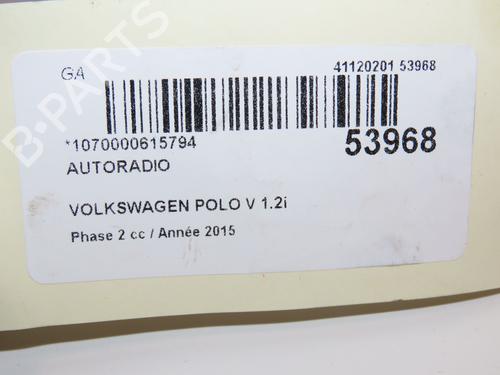 GA
41120201 53968
*1070000615794
53968
AUTORADIO
VOLKSWAGEN POLO V 1.2i
Phase 2 cc / Année 2015
B-PARTS